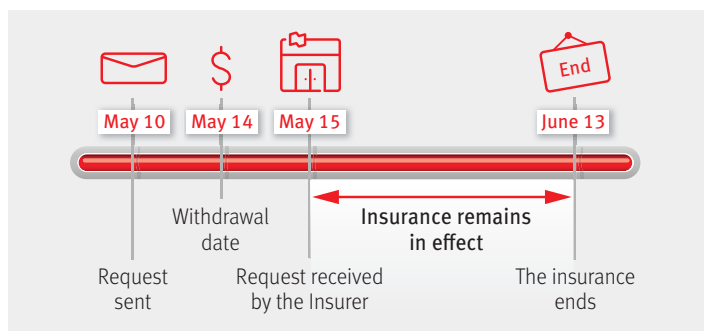 End
May 10
May 14
May 15
June 13
Withdrawal
date
Insurance remains
in effect
Request
sent
Request received
by the Insurer
The insurance
ends
$